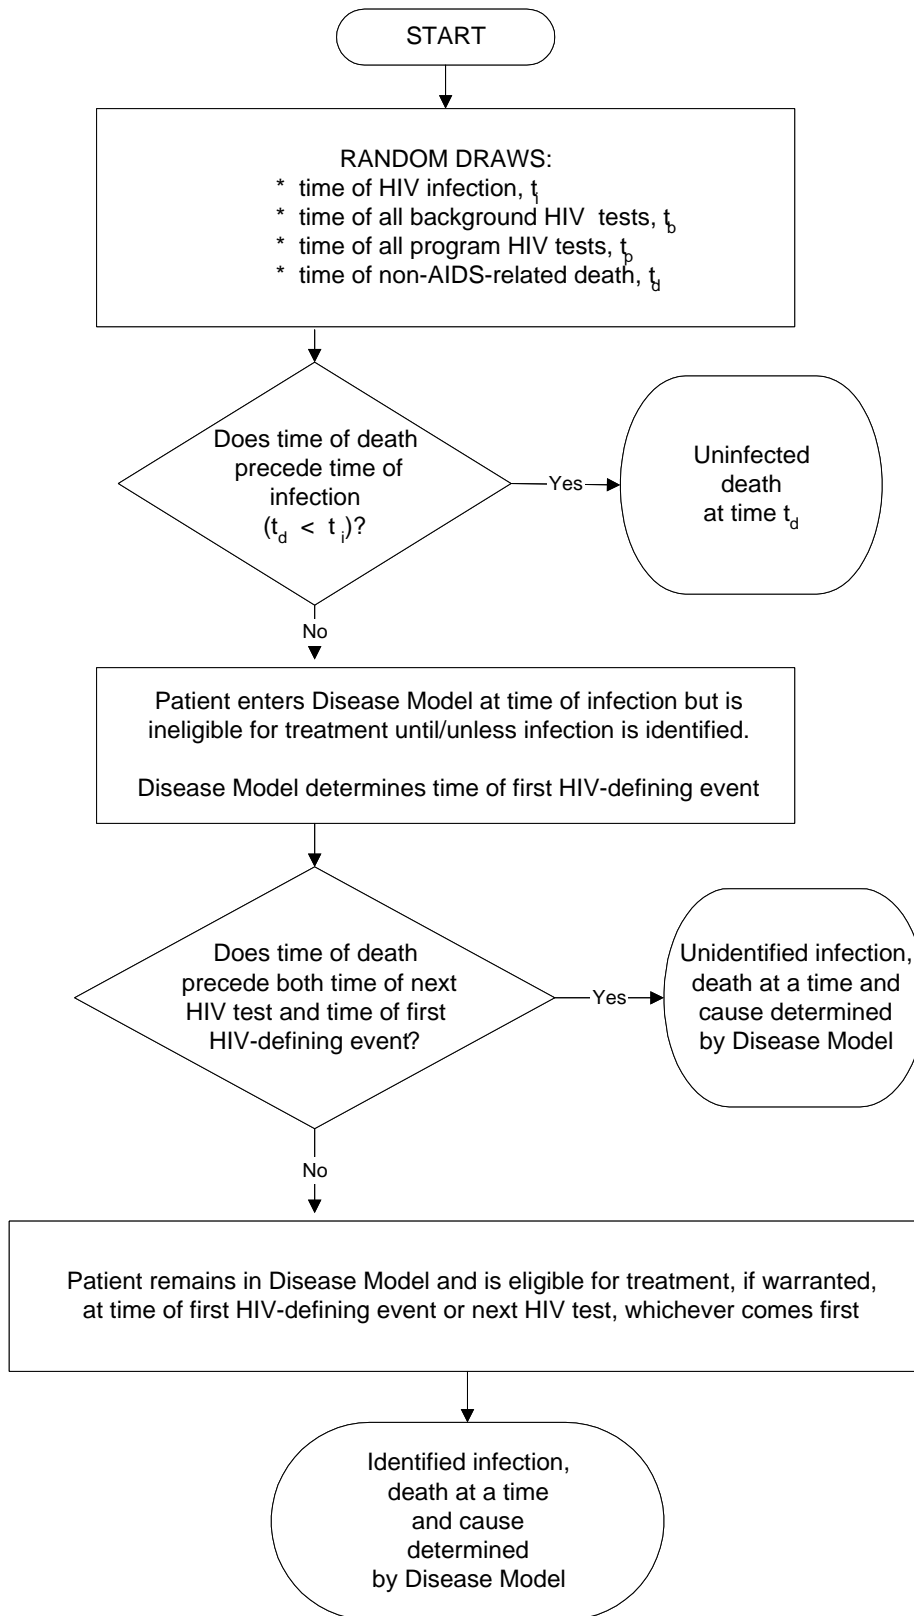 START
RANDOM DRAWS:
* time of HIV infection, t_i
* time of all background HIV tests, t_b
* time of all program HIV tests, t_p
* time of non-AIDS-related death, t_d
Does time of death
precede time of
infection
(t_d < t_i)?
Yes
Uninfected
death
at time t_d
No
Patient enters Disease Model at time of infection but is
ineligible for treatment until/unless infection is identified.
Disease Model determines time of first HIV-defining event
Does time of death
precede both time of next
HIV test and time of first
HIV-defining event?
Yes
Unidentified infection,
death at a time and
cause determined
by Disease Model
No
Patient remains in Disease Model and is eligible for treatment, if warranted,
at time of first HIV-defining event or next HIV test, whichever comes first
Identified infection,
death at a time
and cause
determined
by Disease Model